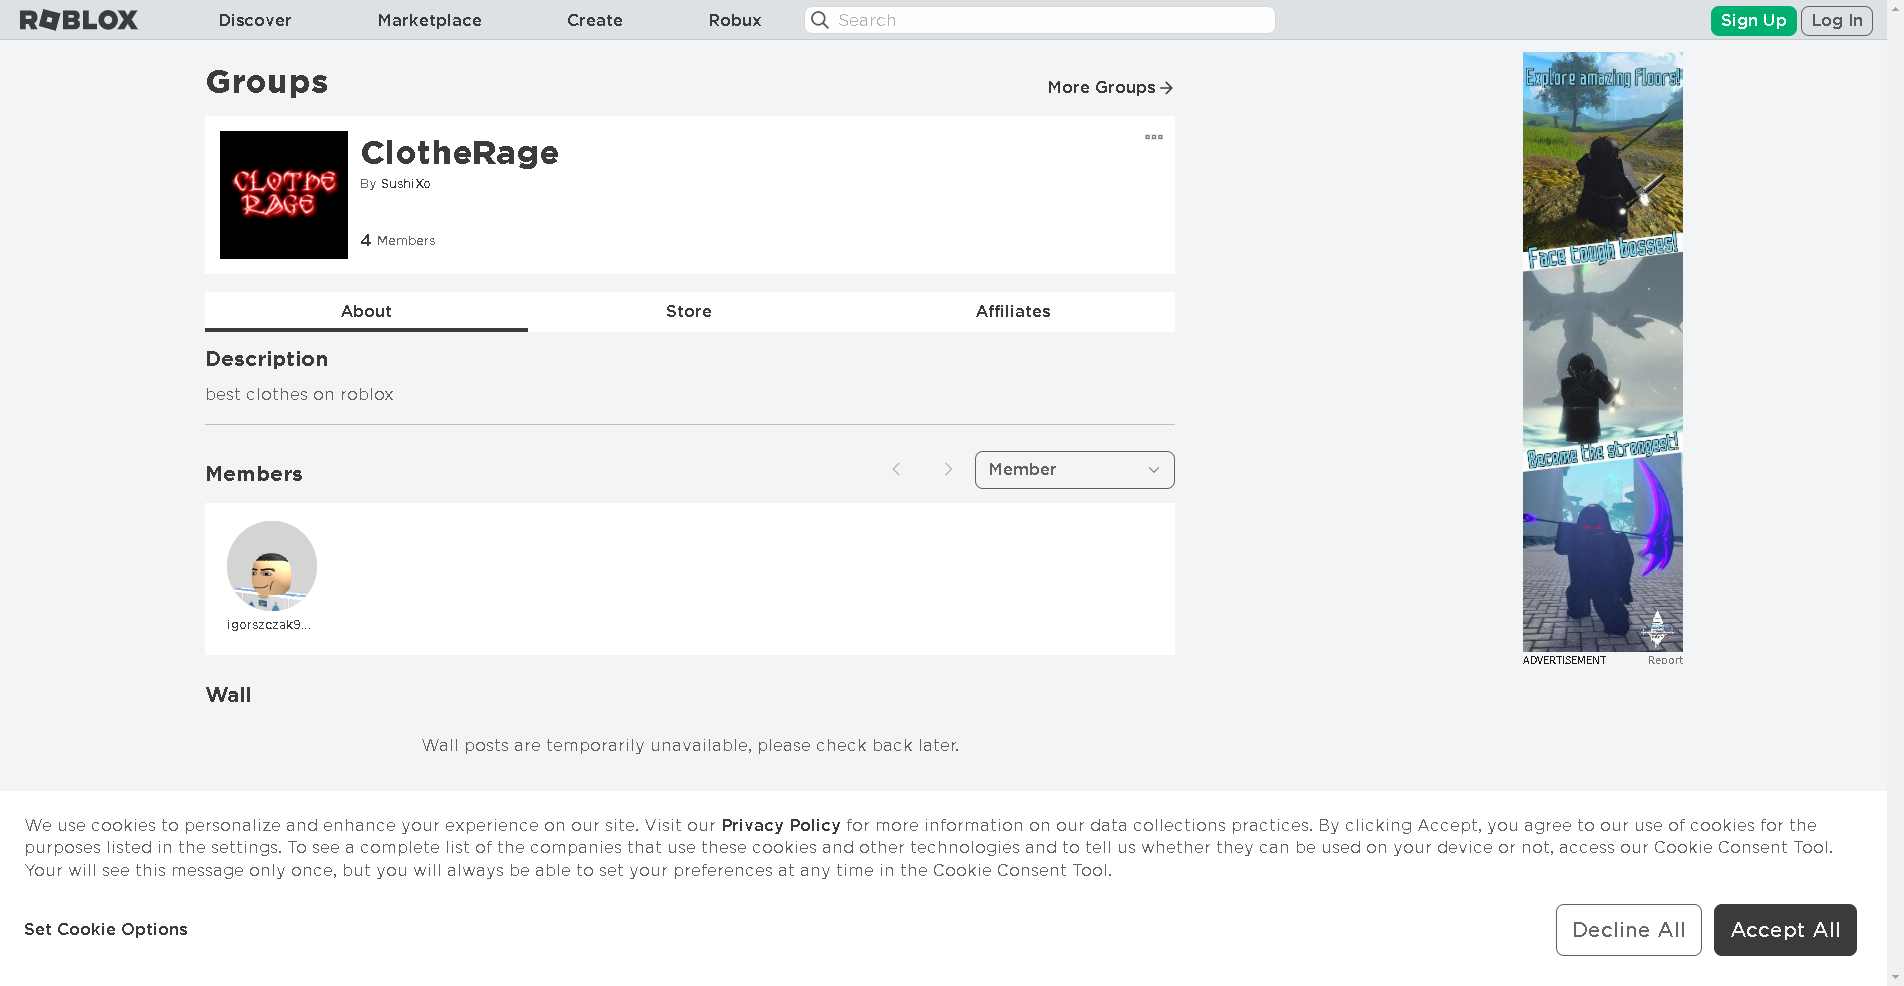 ROBLOX
Discover
Marketplace
Create
Robux
Search
Sign Up
Log In
Groups
More Groups
CLOTHE
RAGE
ClotheRage
By SushiXo
4 Members
About
Store
Affiliates
Description
best clothes on roblox
Members
Member
igorszczak9...
Wall
Wall posts are temporarily unavailable, please check back later.
Explore amazing floors!
Face tough bosses!
Become the strongest!
ADVERTISEMENT
Report
We use cookies to personalize and enhance your experience on our site. Visit our Privacy Policy for more information on our data collections practices. By clicking Accept, you agree to our use of cookies for the
purposes listed in the settings. To see a complete list of the companies that use these cookies and other technologies and to tell us whether they can be used on your device or not, access our Cookie Consent Tool.
Your will see this message only once, but you will always be able to set your preferences at any time in the Cookie Consent Tool.
Set Cookie Options
Decline All
Accept All